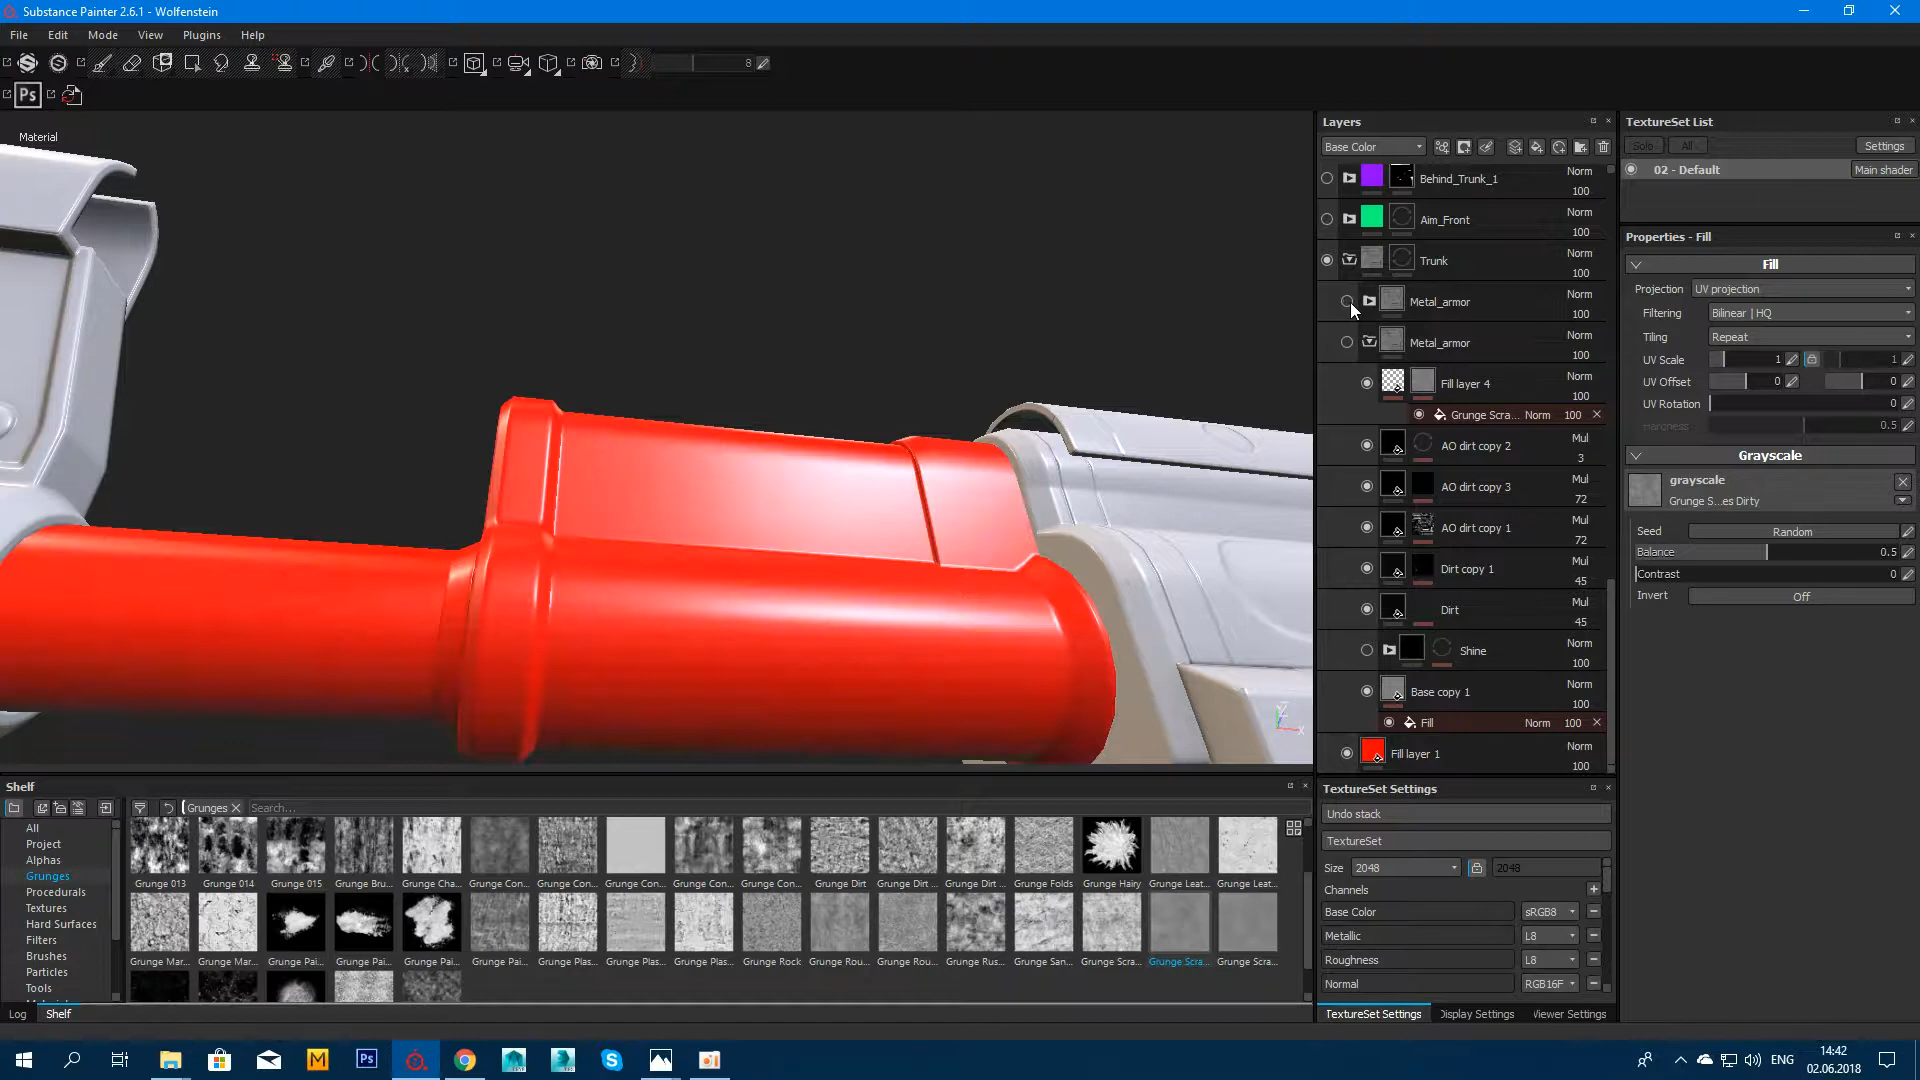 Substance Painter 2.6.1 - Wolfenstein
File Edit Mode View Plugins Help
8
Ps
Material
Layers
Base Color
Behind_Trunk_1 Norm 100
Aim_Front Norm 100
Trunk Norm 100
Metal_armor Norm 100
Metal_armor Norm 100
Fill layer 4 Norm 100
Grunge Scra... Norm 100
AO dirt copy 2 Mul 3
AO dirt copy 3 Mul 72
AO dirt copy 1 Mul 72
Dirt copy 1 Mul 45
Dirt Mul 45
Shine Norm 100
Base copy 1 Norm 100
Fill Norm 100
Fill layer 1 Norm 100
TextureSet List
Solo All Settings
02 - Default Main shader
Properties - Fill
Fill
Projection UV projection
Filtering Bilinear | HQ
Tiling Repeat
UV Scale 1 1
UV Offset 0 0
UV Rotation 0
Hardness 0.5
Grayscale
grayscale
Grunge S...es Dirty
Seed Random
Balance 0.5
Contrast 0
Invert Off
TextureSet Settings
Undo stack
TextureSet
Size 2048 2048
Channels
Base Color sRGB8
Metallic L8
Roughness L8
Normal RGB16F
TextureSet Settings Display Settings Viewer Settings
Shelf
Grunges Search...
All
Project
Alphas
Grunges
Procedurals
Textures
Hard Surfaces
Filters
Brushes
Particles
Tools
Grunge 013 Grunge 014 Grunge 015 Grunge Bru... Grunge Cha... Grunge Con... Grunge Con... Grunge Con... Grunge Con... Grunge Con... Grunge Dirt Grunge Dirt ... Grunge Dirt ... Grunge Folds Grunge Hairy Grunge Leat... Grunge Leat...
Grunge Mar... Grunge Mar... Grunge Pai... Grunge Pai... Grunge Pai... Grunge Pai... Grunge Plas... Grunge Plas... Grunge Plas... Grunge Rock Grunge Rou... Grunge Rou... Grunge Rus... Grunge San... Grunge Scra... Grunge Scra... Grunge Scra...
Log Shelf
ENG
14:42
02.06.2018